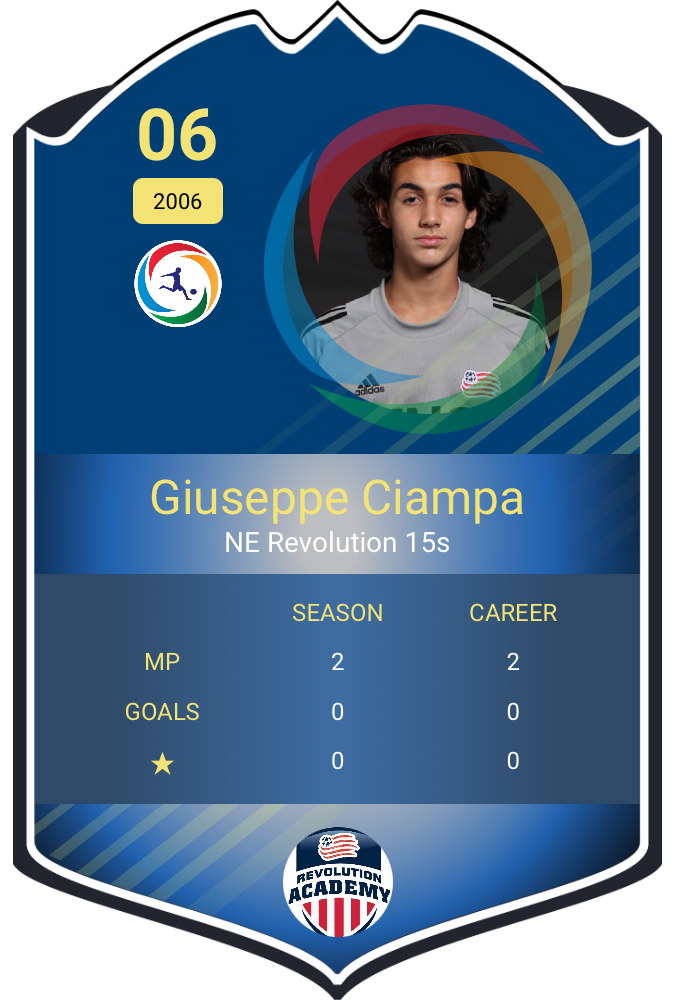 06
2006
adidas
Giuseppe Ciampa
NE Revolution 15s
SEASON CAREER
MP 2 2
GOALS 0 0
★ 0 0
REVOLUTION
ACADEMY